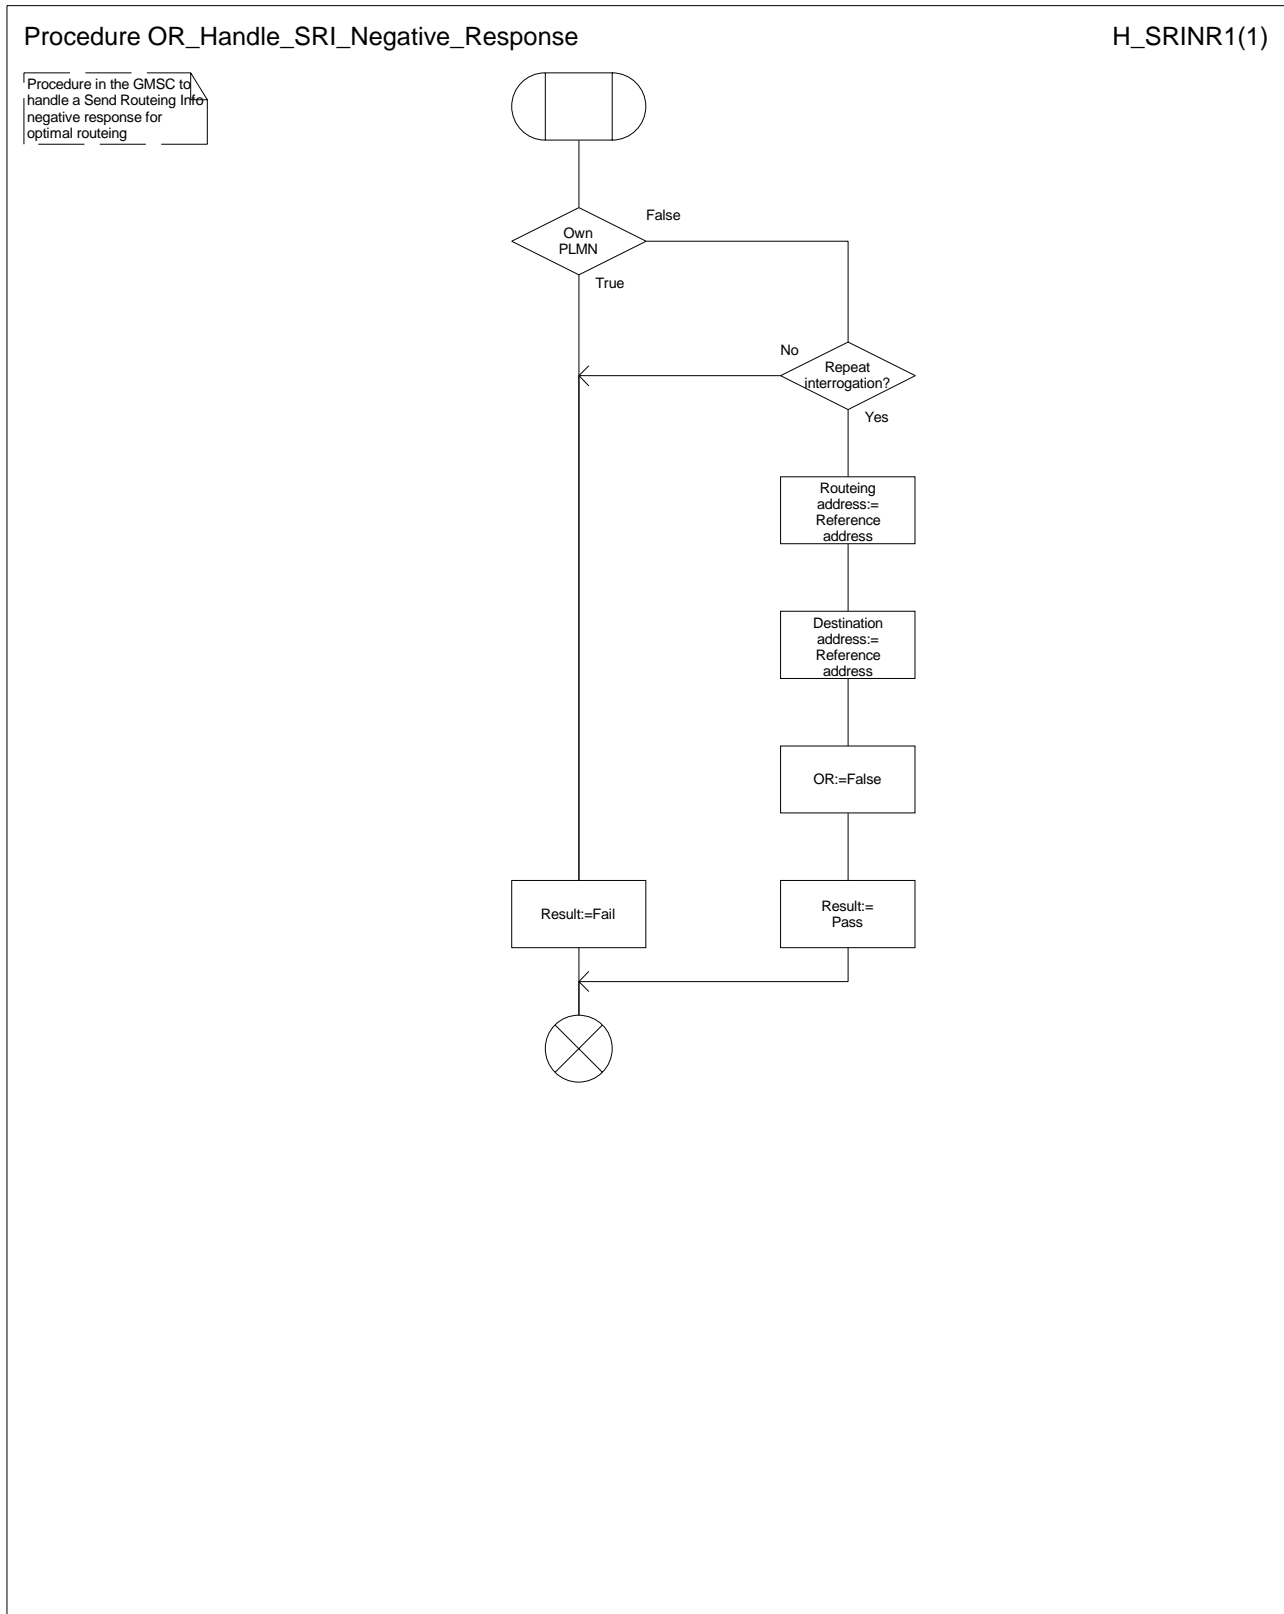 Procedure OR_Handle_SRI_Negative_Response
H_SRINR1(1)
Procedure in the GMSC to
handle a Send Routeing Info
negative response for
optimal routeing
Own
PLMN
False
True
No
Repeat
interrogation?
Yes
Routeing
address:=
Reference
address
Destination
address:=
Reference
address
OR:=False
Result:=Fail
Result:=
Pass